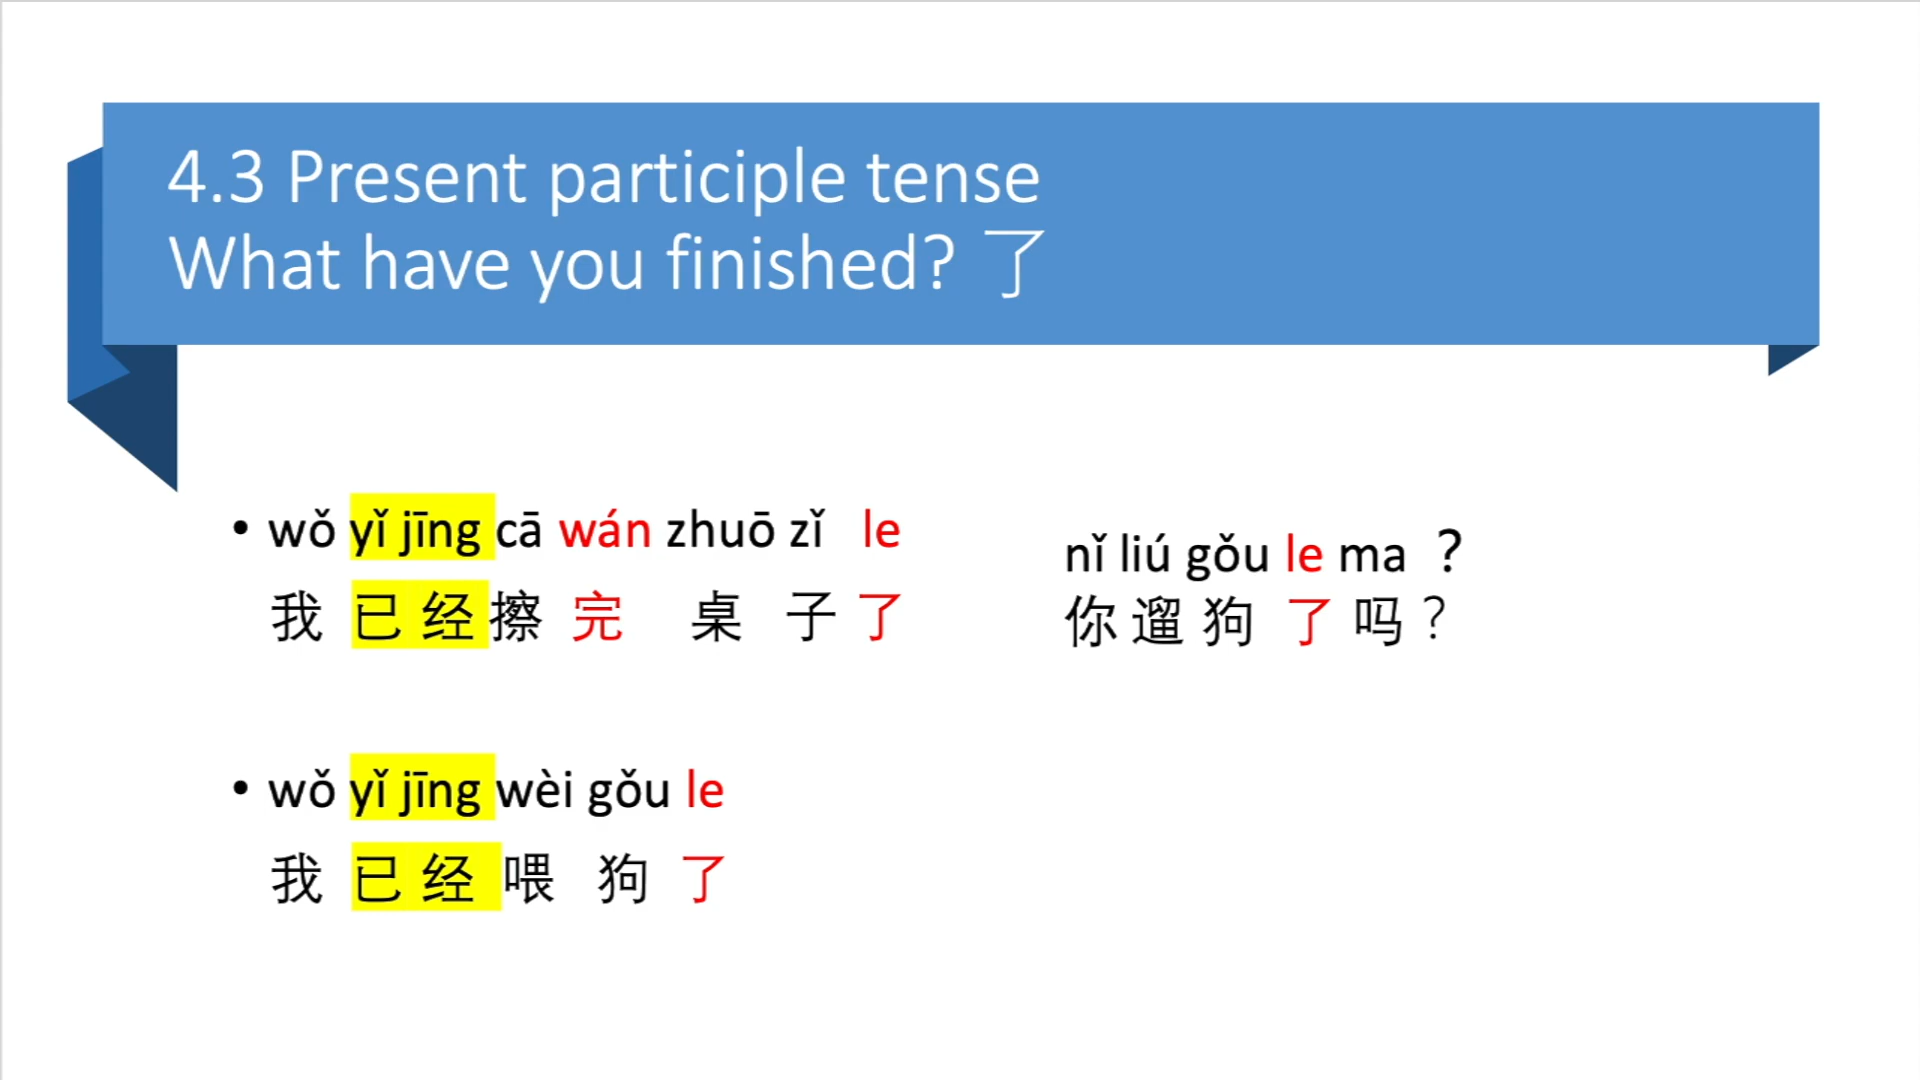 4.3 Present participle tense
What have you finished? 了
• wǒ yǐ jīng cā wán zhuō zǐ le
我 已 经 擦 完 桌 子 了
nǐ liú gǒu le ma ？
你 遛 狗 了 吗？
• wǒ yǐ jīng wèi gǒu le
我 已 经 喂 狗 了